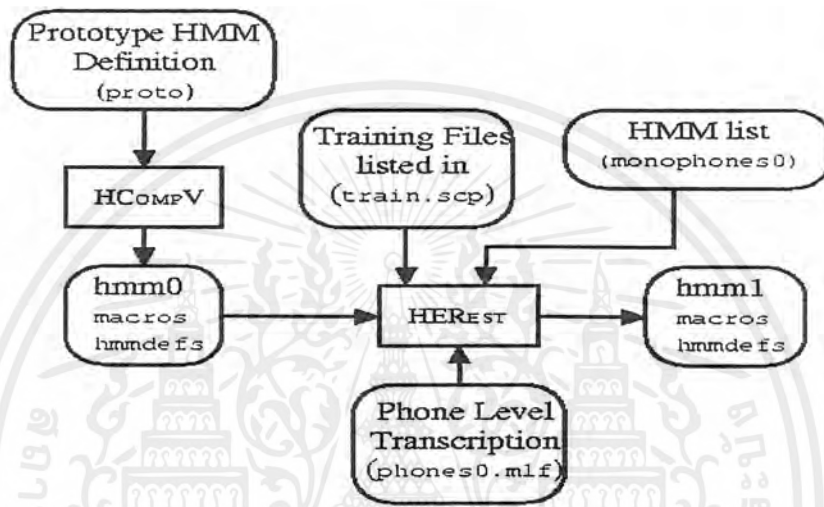 Prototype HMM
Definition
(proto)
Training Files
listed in
(train.scp)
HMM list
(monophones0)
HCOMPV
hmm0
macros
hmmdefs
HEREST
hmm1
macros
hmmdefs
Phone Level
Transcription
(phones0.mlf)